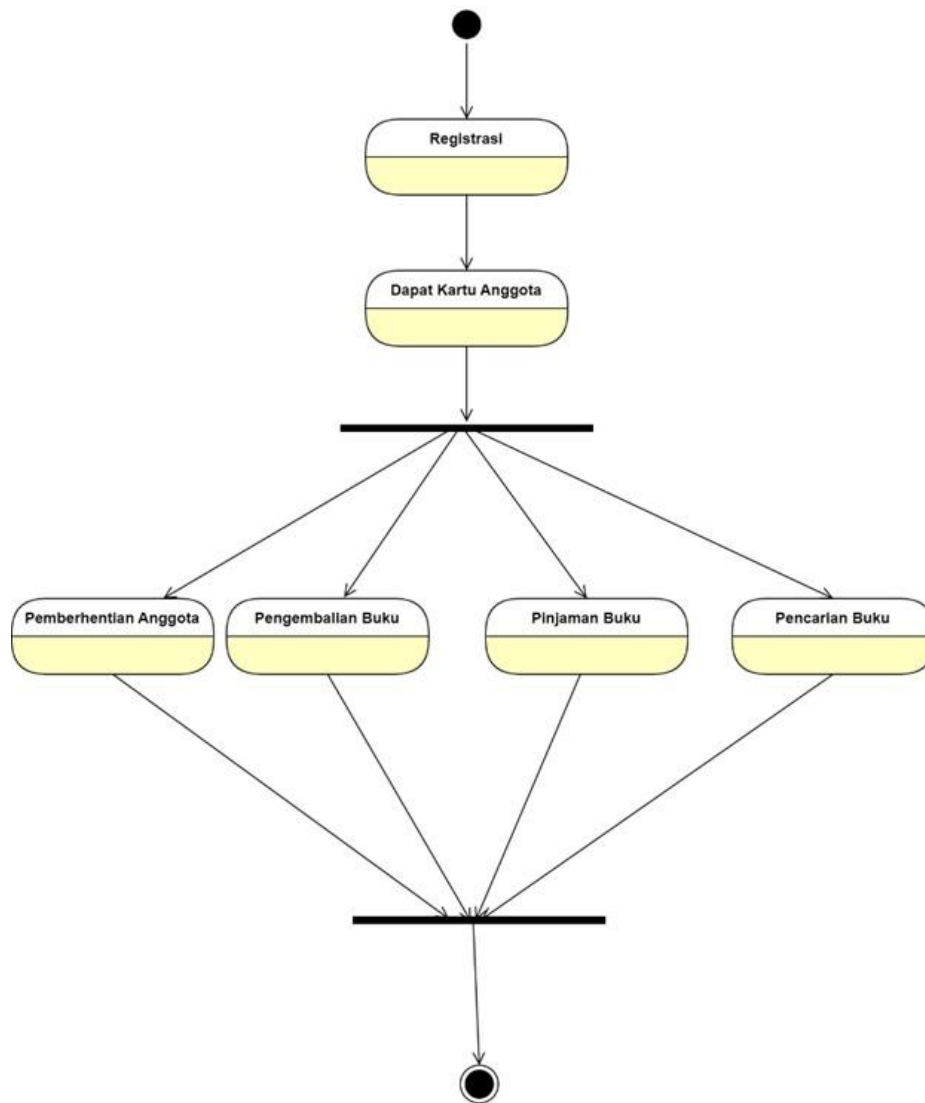 Registrasi
Dapat Kartu Anggota
Pemberhentian Anggota
Pengembalian Buku
Pinjaman Buku
Pencarian Buku